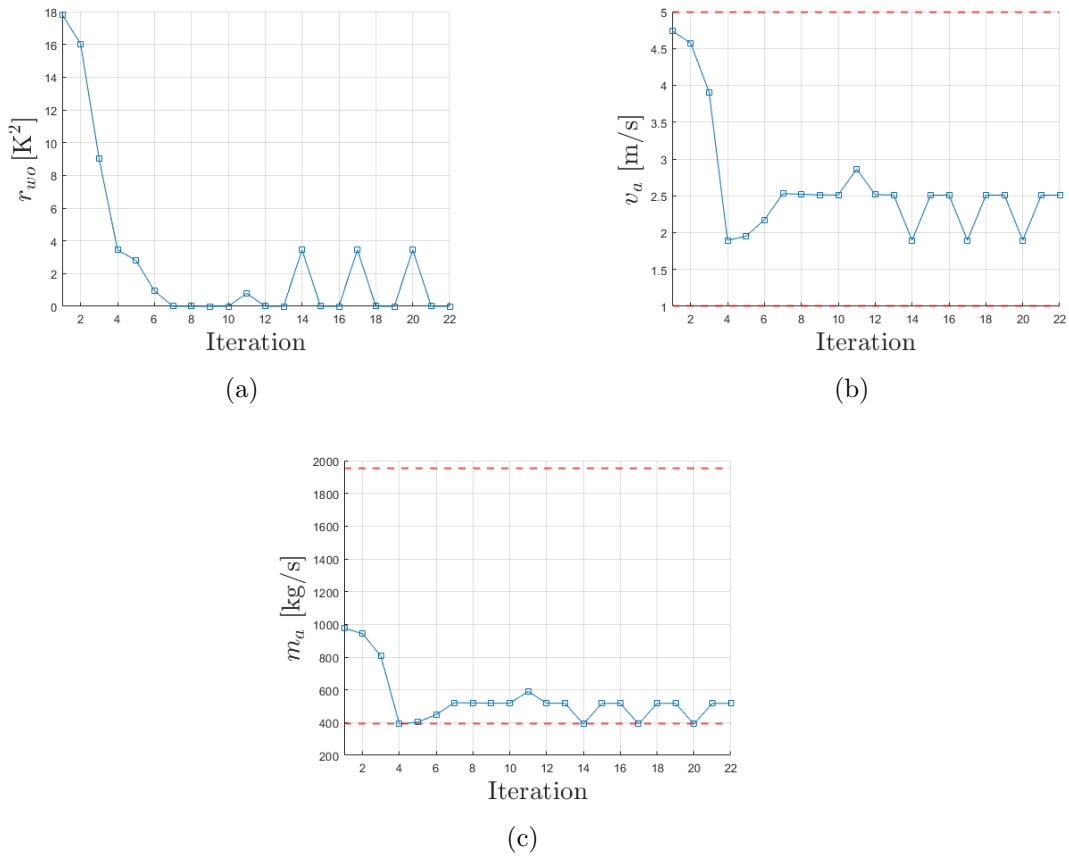 18
16
14
12
10
8
6
4
2
0
r_wo [K^2]
2 4 6 8 10 12 14 16 18 20 22
Iteration
(a)
5
4.5
4
3.5
3
2.5
2
1.5
1
v_a [m/s]
2 4 6 8 10 12 14 16 18 20 22
Iteration
(b)
2000
1800
1600
1400
1200
1000
800
600
400
200
m_a [kg/s]
2 4 6 8 10 12 14 16 18 20 22
Iteration
(c)